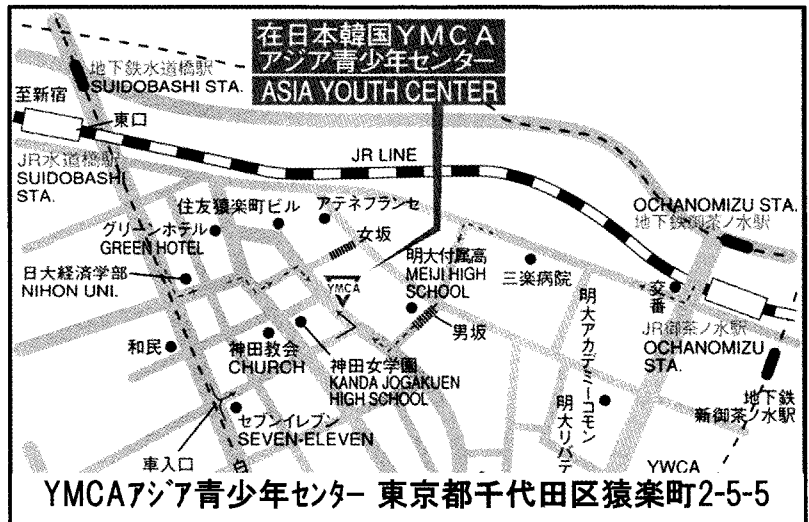 在日本韓国YMCA
アジア青少年センター
ASIA YOUTH CENTER
地下鉄水道橋駅
SUIDOBASHI STA.
至新宿
東口
JR水道橋駅
SUIDOBASHI
STA.
JR LINE
OCHANOMIZU STA.
地下鉄御茶ノ水駅
住友猿楽町ビル
アテネフランセ
グリーンホテル
GREEN HOTEL
女坂
明大付属高
MEIJI HIGH
SCHOOL
三楽病院
日大経済学部
NIHON UNI.
YMCA
交番
JR御茶ノ水駅
OCHANOMIZU
STA.
男坂
和民
神田教会
CHURCH
神田女学園
KANDA JOGAKUEN
HIGH SCHOOL
明大アカデミーコモン
明大リバテ
地下鉄
新御茶ノ水駅
セブンイレブン
SEVEN-ELEVEN
車入口
YWCA
YMCAアジア青少年センター 東京都千代田区猿楽町2-5-5